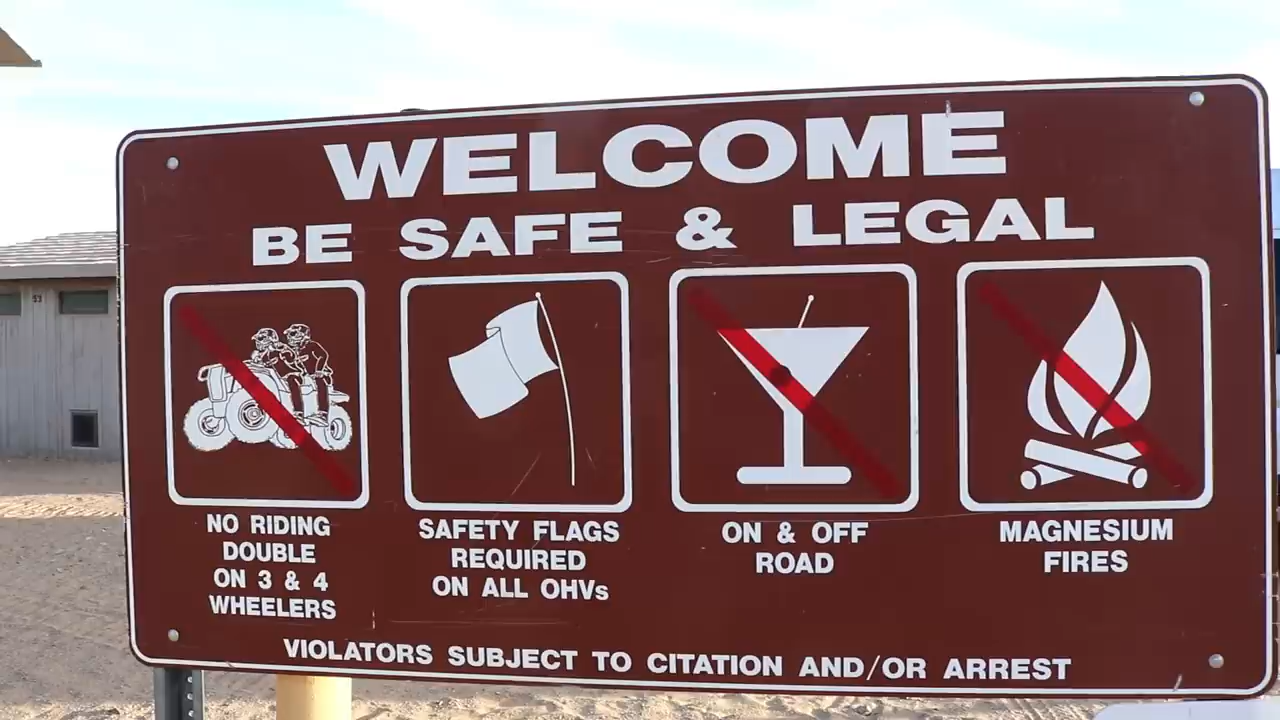 WELCOME
BE SAFE & LEGAL
NO RIDING
DOUBLE
ON 3 & 4
WHEELERS
SAFETY FLAGS
REQUIRED
ON ALL OHVs
ON & OFF
ROAD
MAGNESIUM
FIRES
VIOLATORS SUBJECT TO CITATION AND/OR ARREST